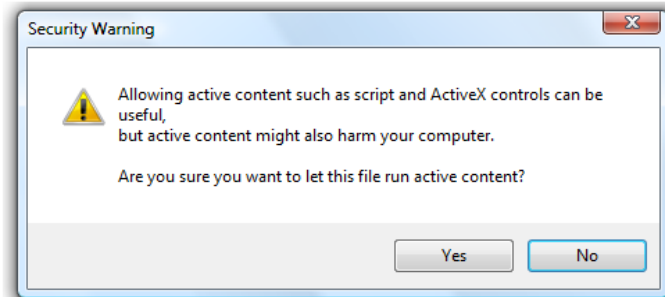 Security Warning
Allowing active content such as script and ActiveX controls can be
useful,
but active content might also harm your computer.
Are you sure you want to let this file run active content?
Yes
No